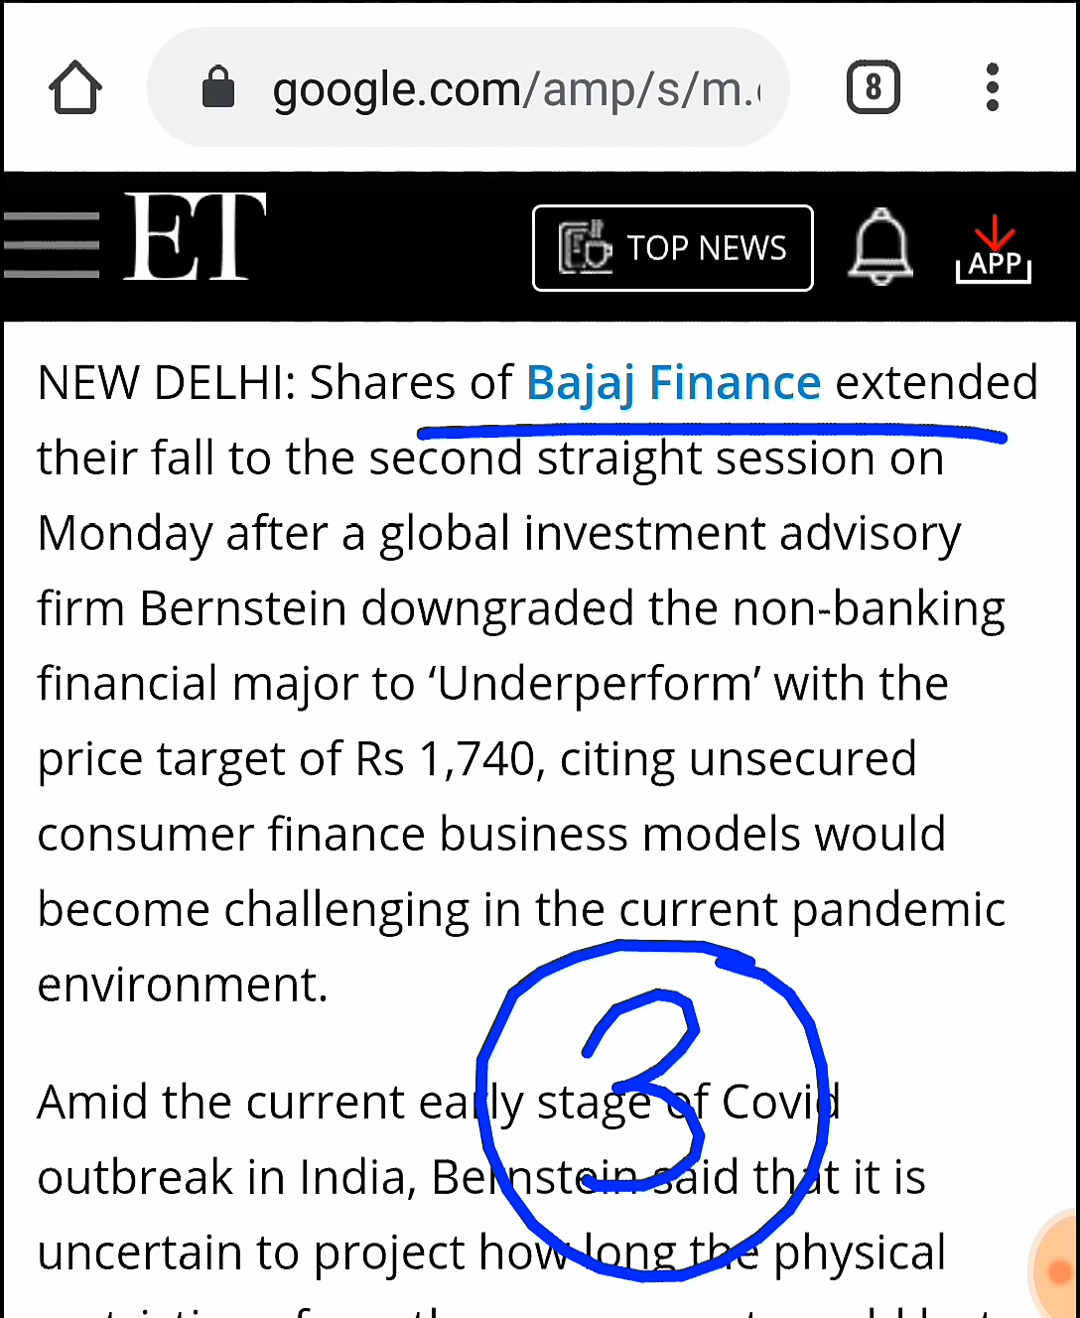 google.com/amp/s/m.
8
ET
TOP NEWS
APP
NEW DELHI: Shares of Bajaj Finance extended
their fall to the second straight session on
Monday after a global investment advisory
firm Bernstein downgraded the non-banking
financial major to ‘Underperform’ with the
price target of Rs 1,740, citing unsecured
consumer finance business models would
become challenging in the current pandemic
environment.
3
Amid the current early stage of Covid
outbreak in India, Bernstein said that it is
uncertain to project how long the physical